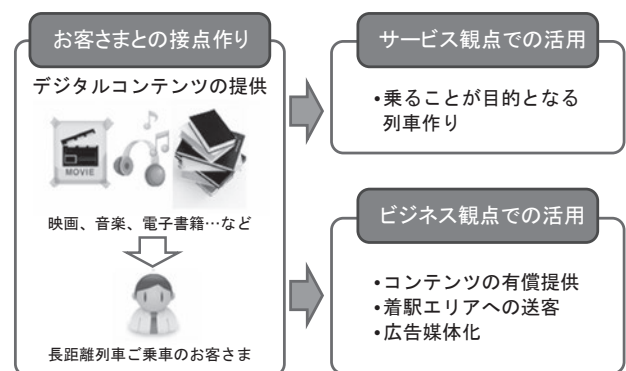 お客さまとの接点作り
デジタルコンテンツの提供
MOVIE
映画、音楽、電子書籍…など
長距離列車ご乗車のお客さま
サービス観点での活用
•乗ることが目的となる
列車作り
ビジネス観点での活用
•コンテンツの有償提供
•着駅エリアへの送客
•広告媒体化